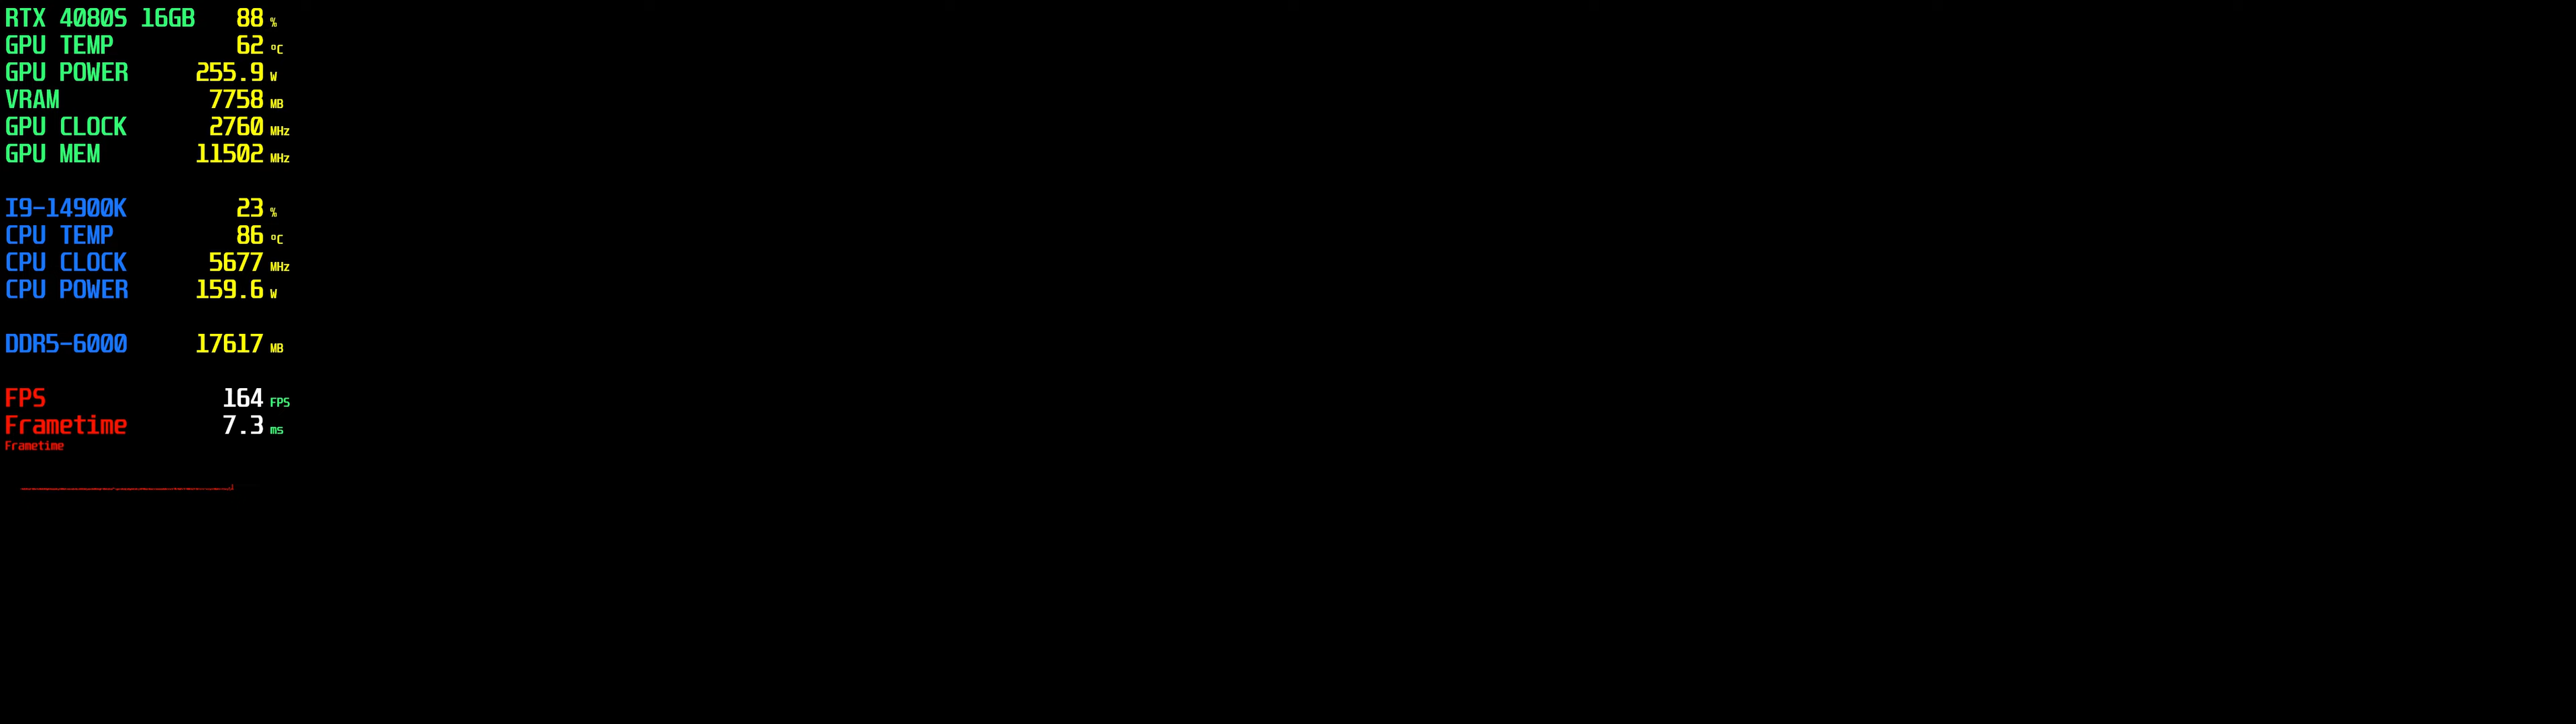 RTX 4080S 16GB 88 %
GPU TEMP 62 °C
GPU POWER 255.9 W
VRAM 7758 MB
GPU CLOCK 2760 MHz
GPU MEM 11502 MHz
I9-14900K 23 %
CPU TEMP 86 °C
CPU CLOCK 5677 MHz
CPU POWER 159.6 W
DDR5-6000 17617 MB
FPS 164 FPS
Frametime 7.3 ms
Frametime